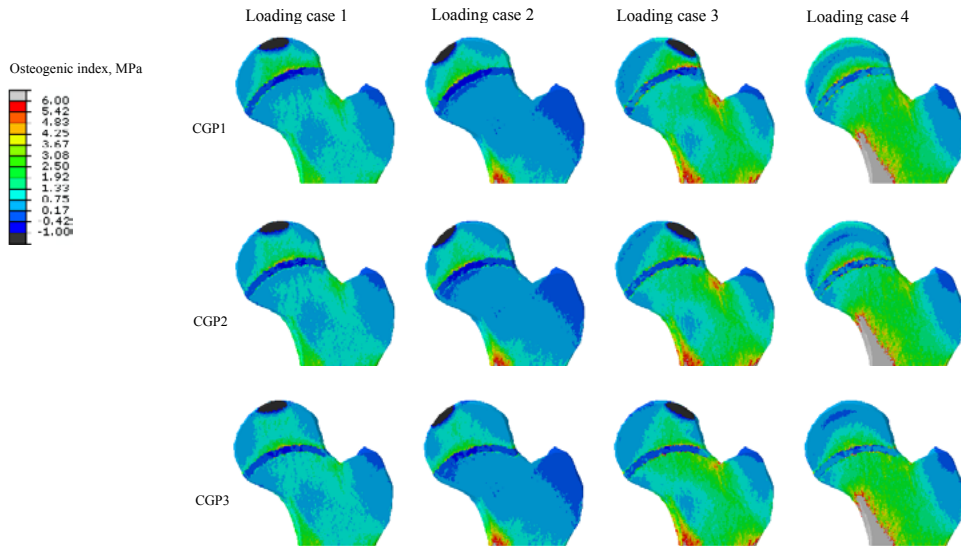 Loading case 1
Loading case 2
Loading case 3
Loading case 4
Osteogenic index, MPa
6.00
5.42
4.83
4.25
3.67
3.08
2.50
1.92
1.33
0.75
0.17
-0.42
-1.00
CGP1
CGP2
CGP3